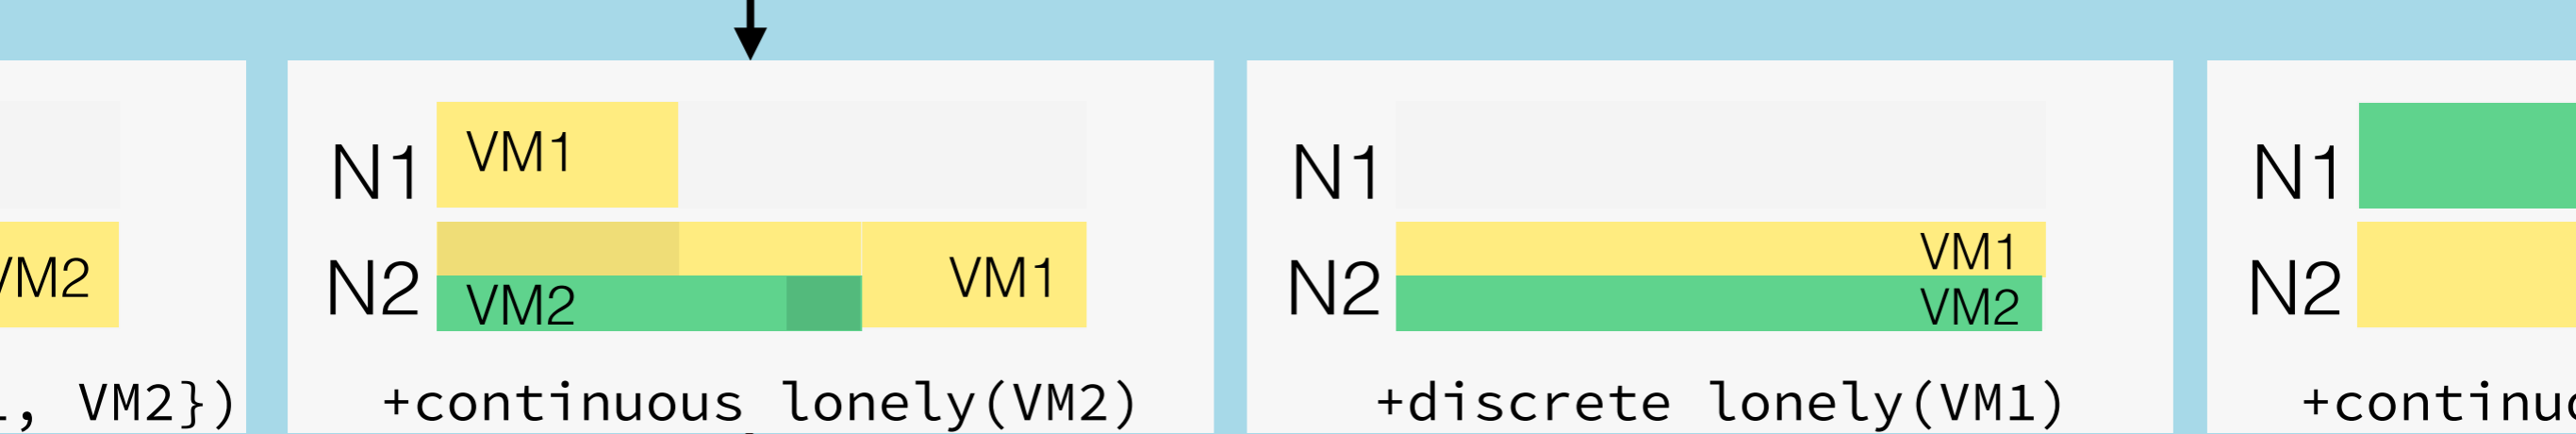 VM2
., VM2})
N1 VM1
N2 VM2 VM1
+continuous lonely(VM2)
N1
N2 VM1
VM2
+discrete lonely(VM1)
N1
N2
+continuo